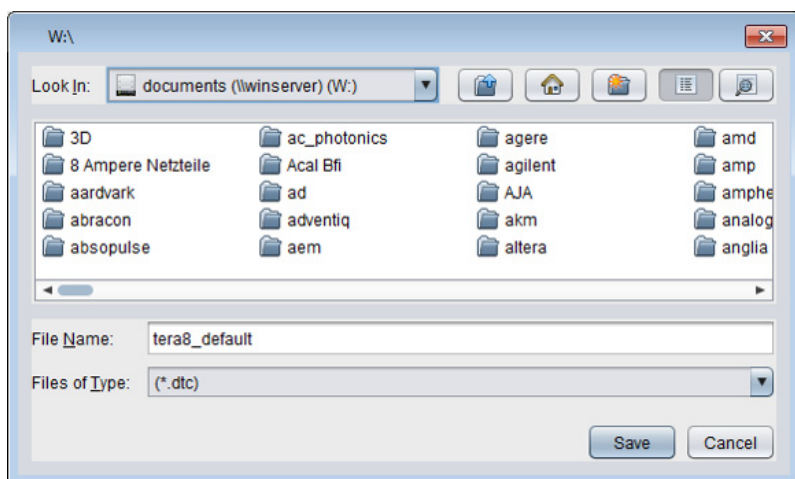 W:\
Look In: documents (\\winserver) (W:)
3D ac_photonics agere amd
8 Ampere Netzteile Acal Bfi agilent amp
aardvark ad AJA amphe
abracon adventiq akm analog
absopulse aem altera anglia
File Name: tera8_default
Files of Type: (*.dtc)
Save Cancel